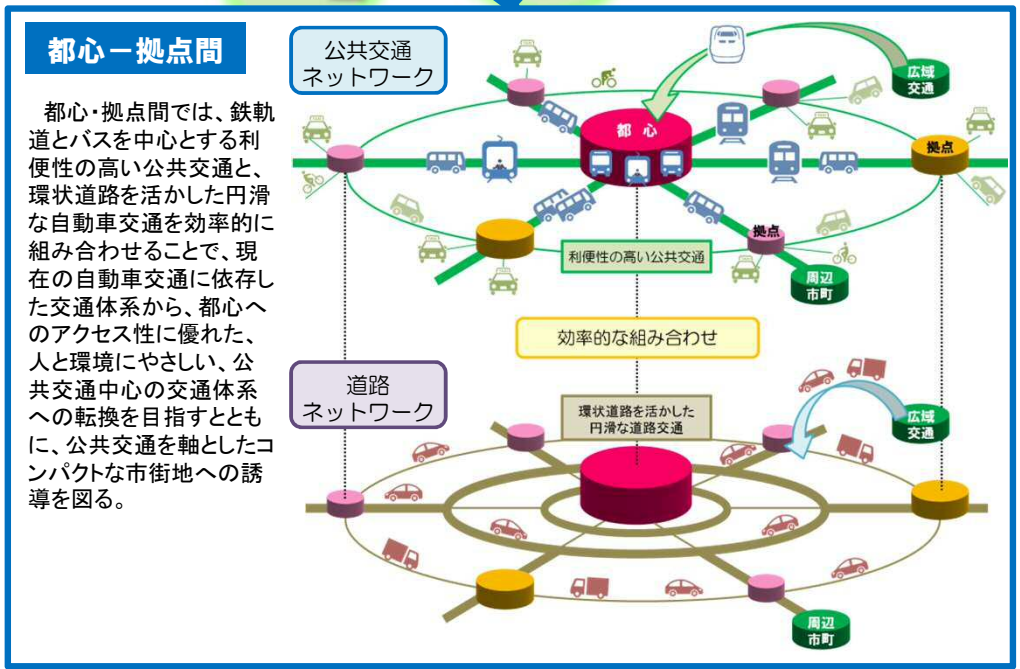 都心－拠点間
都心・拠点間では、鉄軌
道とバスを中心とする利
便性の高い公共交通と、
環状道路を活かした円滑
な自動車交通を効率的に
組み合わせることで、現
在の自動車交通に依存し
た交通体系から、都心へ
のアクセス性に優れた、
人と環境にやさしい、公
共交通中心の交通体系
への転換を目指すととも
に、公共交通を軸としたコ
ンパクトな市街地への誘
導を図る。
公共交通
ネットワーク
広域
交通
都心
拠点
拠点
利便性の高い公共交通
周辺
市町
効率的な組み合わせ
道路
ネットワーク
環状道路を活かした
円滑な道路交通
広域
交通
周辺
市町